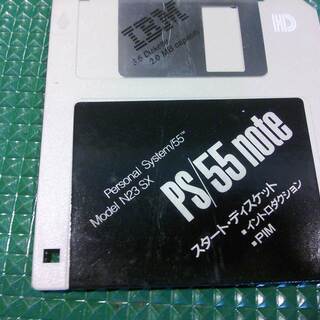 IBM
3.5 Diskette
2.0 MB capacity
HD
Personal System/55™
Model N23 SX
PS/55 note
スタート・ディスケット
■イントロダクション
■PIM